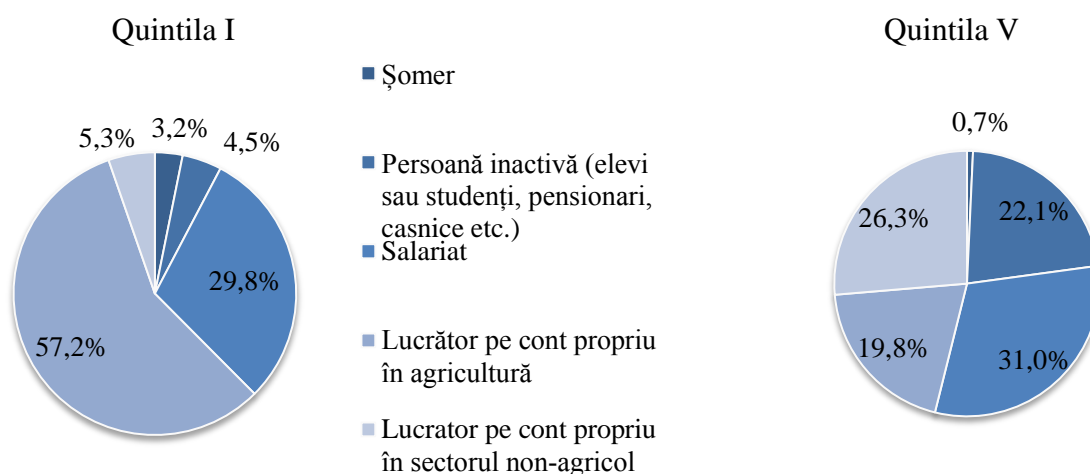 Quintila I
5,3%
3,2%
4,5%
29,8%
57,2%
Șomer
Persoană inactivă (elevi
sau studenți, pensionari,
casnice etc.)
Salariat
Lucrător pe cont propriu
în agricultură
Lucrator pe cont propriu
în sectorul non-agricol
Quintila V
0,7%
22,1%
31,0%
19,8%
26,3%